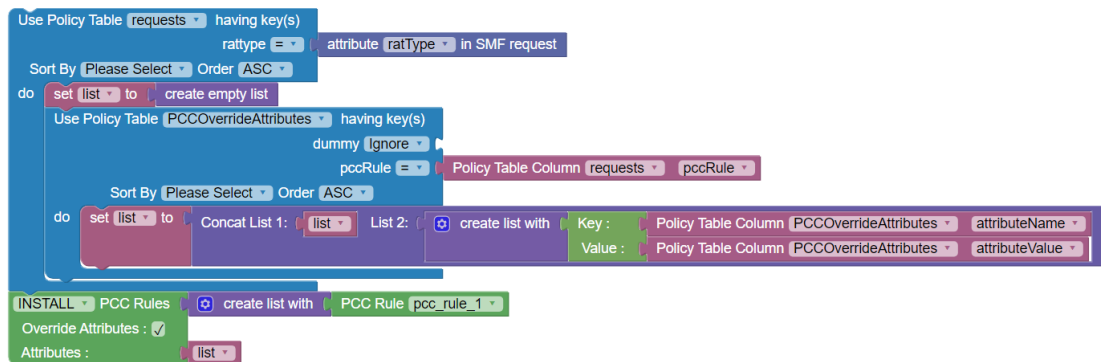 Use Policy Table requests having key(s)
rattype = attribute ratType in SMF request
Sort By Please Select Order ASC
do set list to create empty list
Use Policy Table PCCOverrideAttributes having key(s)
dummy Ignore
pccRule = Policy Table Column requests pccRule
Sort By Please Select Order ASC
do set list to Concat List 1: list List 2: create list with Key : Policy Table Column PCCOverrideAttributes attributeName
Value : Policy Table Column PCCOverrideAttributes attributeValue
INSTALL PCC Rules create list with PCC Rule pcc_rule_1
Override Attributes :
Attributes : list